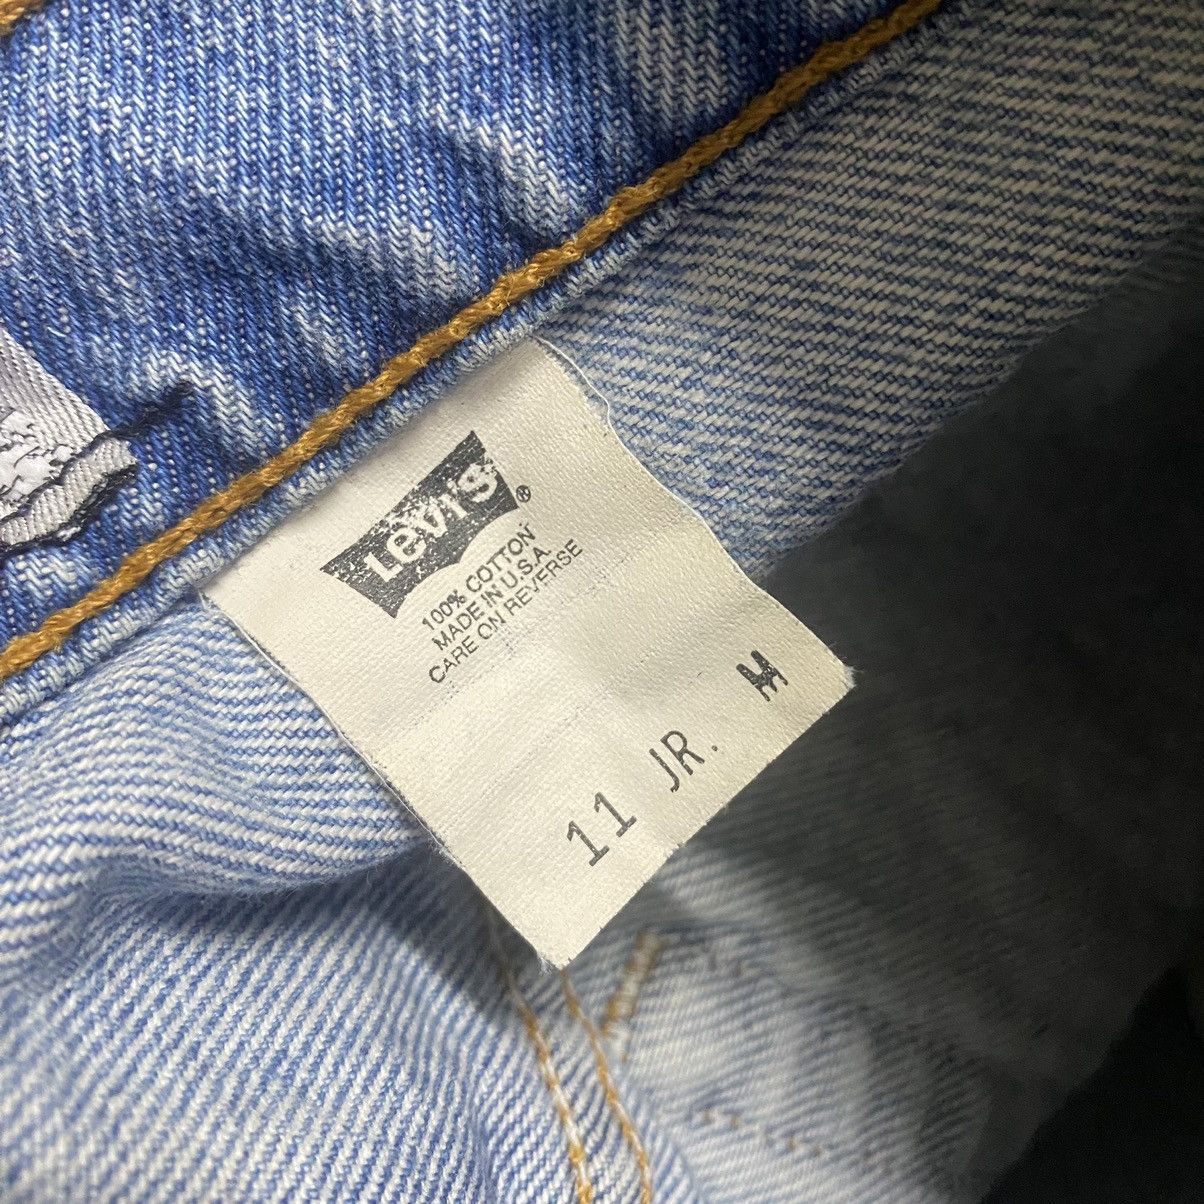 Levi's®
100% COTTON
MADE IN U.S.A.
CARE ON REVERSE
11 JR. M